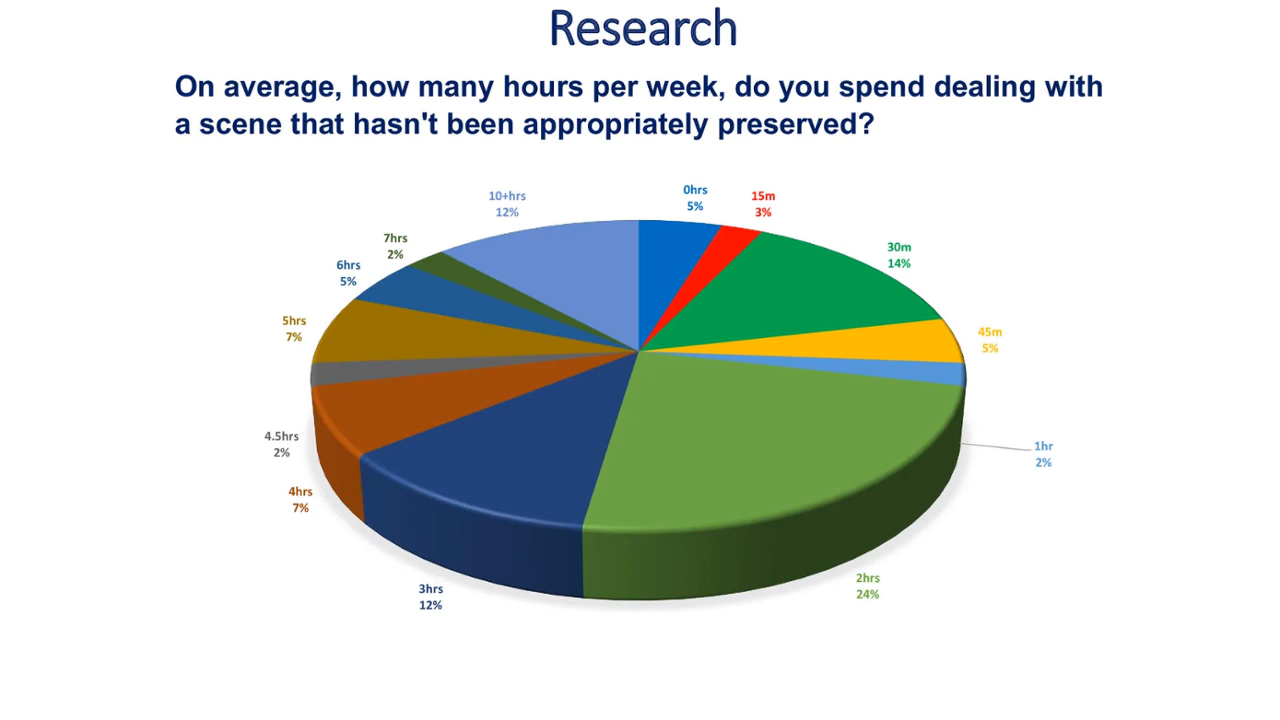 Research
On average, how many hours per week, do you spend dealing with
a scene that hasn't been appropriately preserved?
0hrs
5%
15m
3%
30m
14%
45m
5%
1hr
2%
2hrs
24%
3hrs
12%
4hrs
7%
4.5hrs
2%
5hrs
7%
6hrs
5%
7hrs
2%
10+hrs
12%